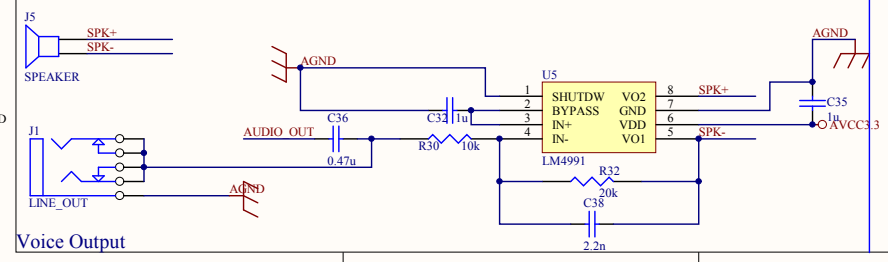 J5
SPK+
SPK-
SPEAKER
AGND
AGND
U5
1 SHUTDW VO2 8 SPK+
2 BYPASS GND 7
3 IN+ VDD 6
4 IN- VO1 5 SPK-
LM4991
C35
1u
AVCC3.3
C32 1u
J1
AUDIO_OUT
C36
0.47u
R30 10k
R32
20k
C38
2.2n
AGND
LINE_OUT
Voice Output